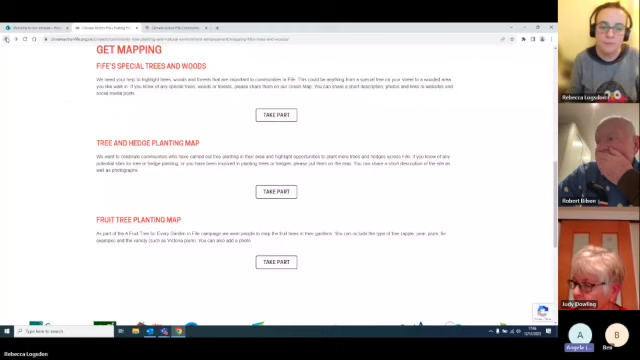 GET MAPPING
FIFE'S SPECIAL TREES AND WOODS
We need your help to highlight trees, woods and forests that are important to communities in Fife. This could be anything from a special tree on your street to a wooded area
you like walk in. If you know of any special trees, woods or forests, please share them on our Green Map. You can share a short description, photos and links to websites and
social media posts
TAKE PART
TREE AND HEDGE PLANTING MAP
We want to celebrate communities who have carried out tree planting in their area and highlight opportunities to plant more trees and hedges across Fife. If you know of any
potential sites for tree or hedge planting, or you have been involved in planting trees or hedges, please put them on the map. You can share a short description of the site as
well as photographs
TAKE PART
FRUIT TREE PLANTING MAP
As part of the A Fruit Tree for Every Garden in Fife campaign we want people to map the fruit trees in their gardens. You can include the type of tree (apple, pear, plum, for
example) and the variety (such as Victoria plum). You can also add a photo
TAKE PART
Type here to search
Rebecca Logsdon
Rebecca Logsdon
Robert Bilson
Judy Dowling
A
B
Ben